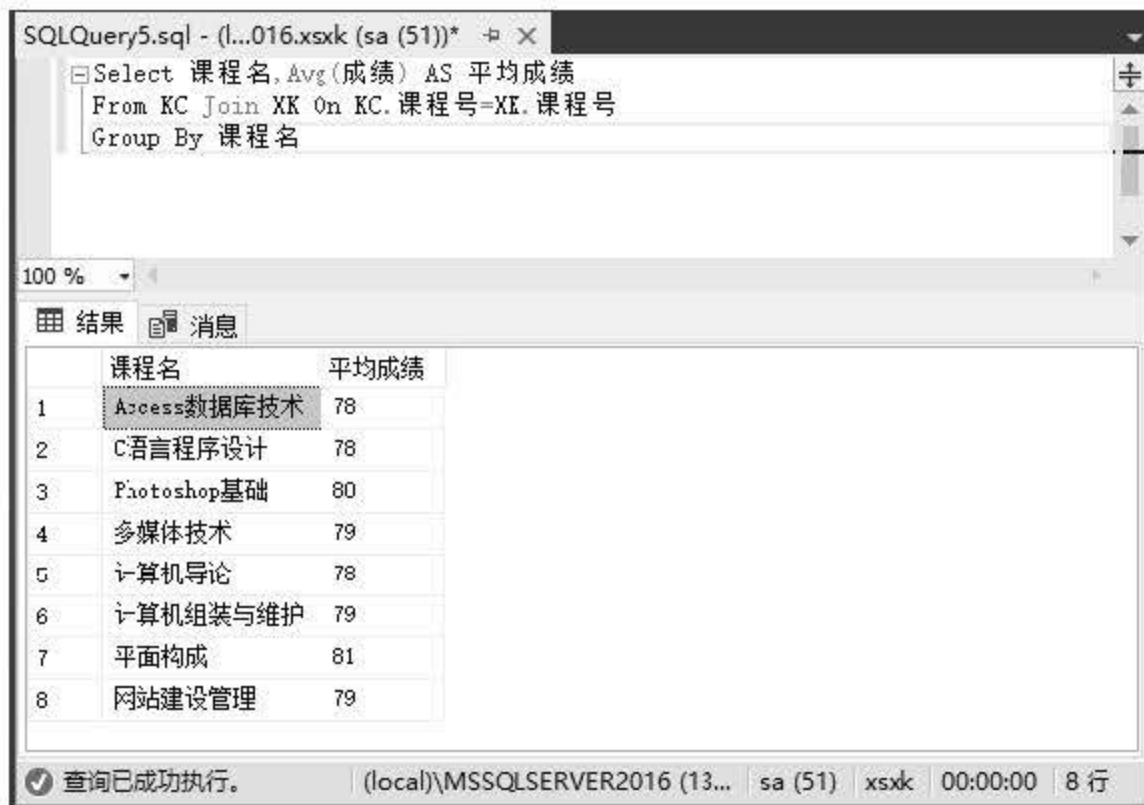 SQLQuery5.sql - (l...016.xsxk (sa (51))*
Select 课程名,Avg(成绩) AS 平均成绩
From KC Join XK On KC.课程号=XK.课程号
Group By 课程名
100 %
结果 消息
课程名 平均成绩
1 Access数据库技术 78
2 C语言程序设计 78
3 Photoshop基础 80
4 多媒体技术 79
5 计算机导论 78
6 计算机组装与维护 79
7 平面构成 81
8 网站建设管理 79
查询已成功执行。 (local)\MSSQLSERVER2016 (13... sa (51) xsxk 00:00:00 8 行